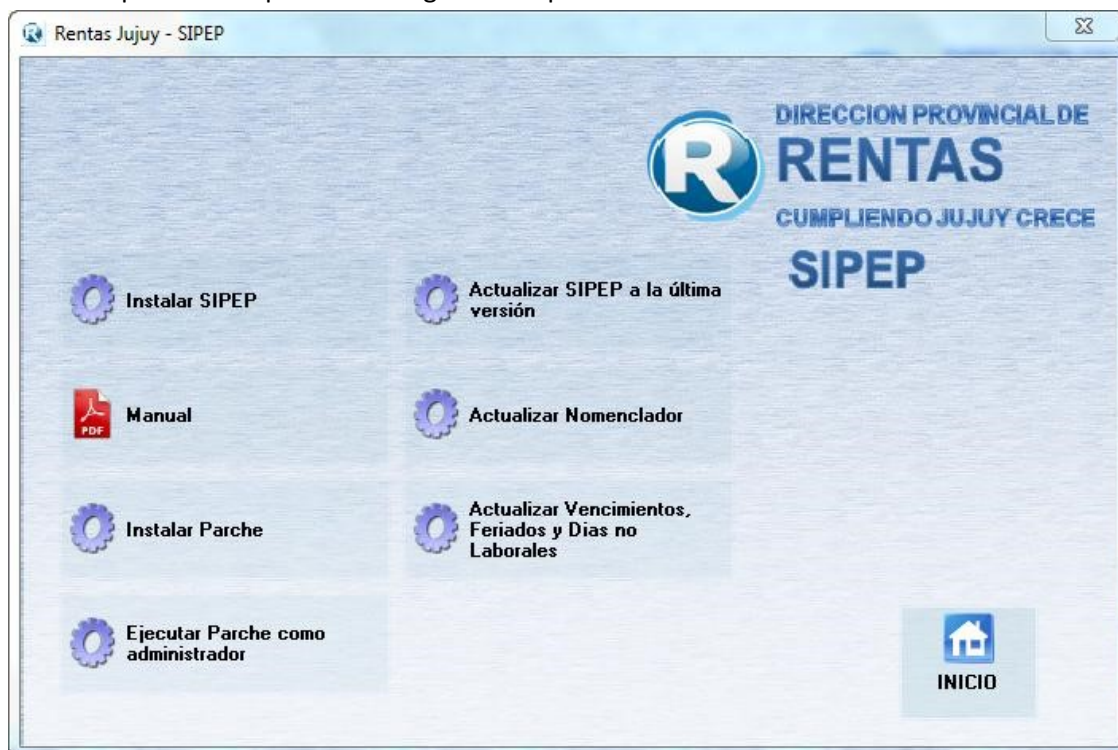 Rentas Jujuy - SIPEP
DIRECCION PROVINCIAL DE
RENTAS
CUMPLIENDO JUJUY CRECE
SIPEP
Instalar SIPEP
Actualizar SIPEP a la última
versión
Manual
Actualizar Nomenclador
Instalar Parche
Actualizar Vencimientos,
Feriados y Dias no
Laborales
Ejecutar Parche como
administrador
INICIO